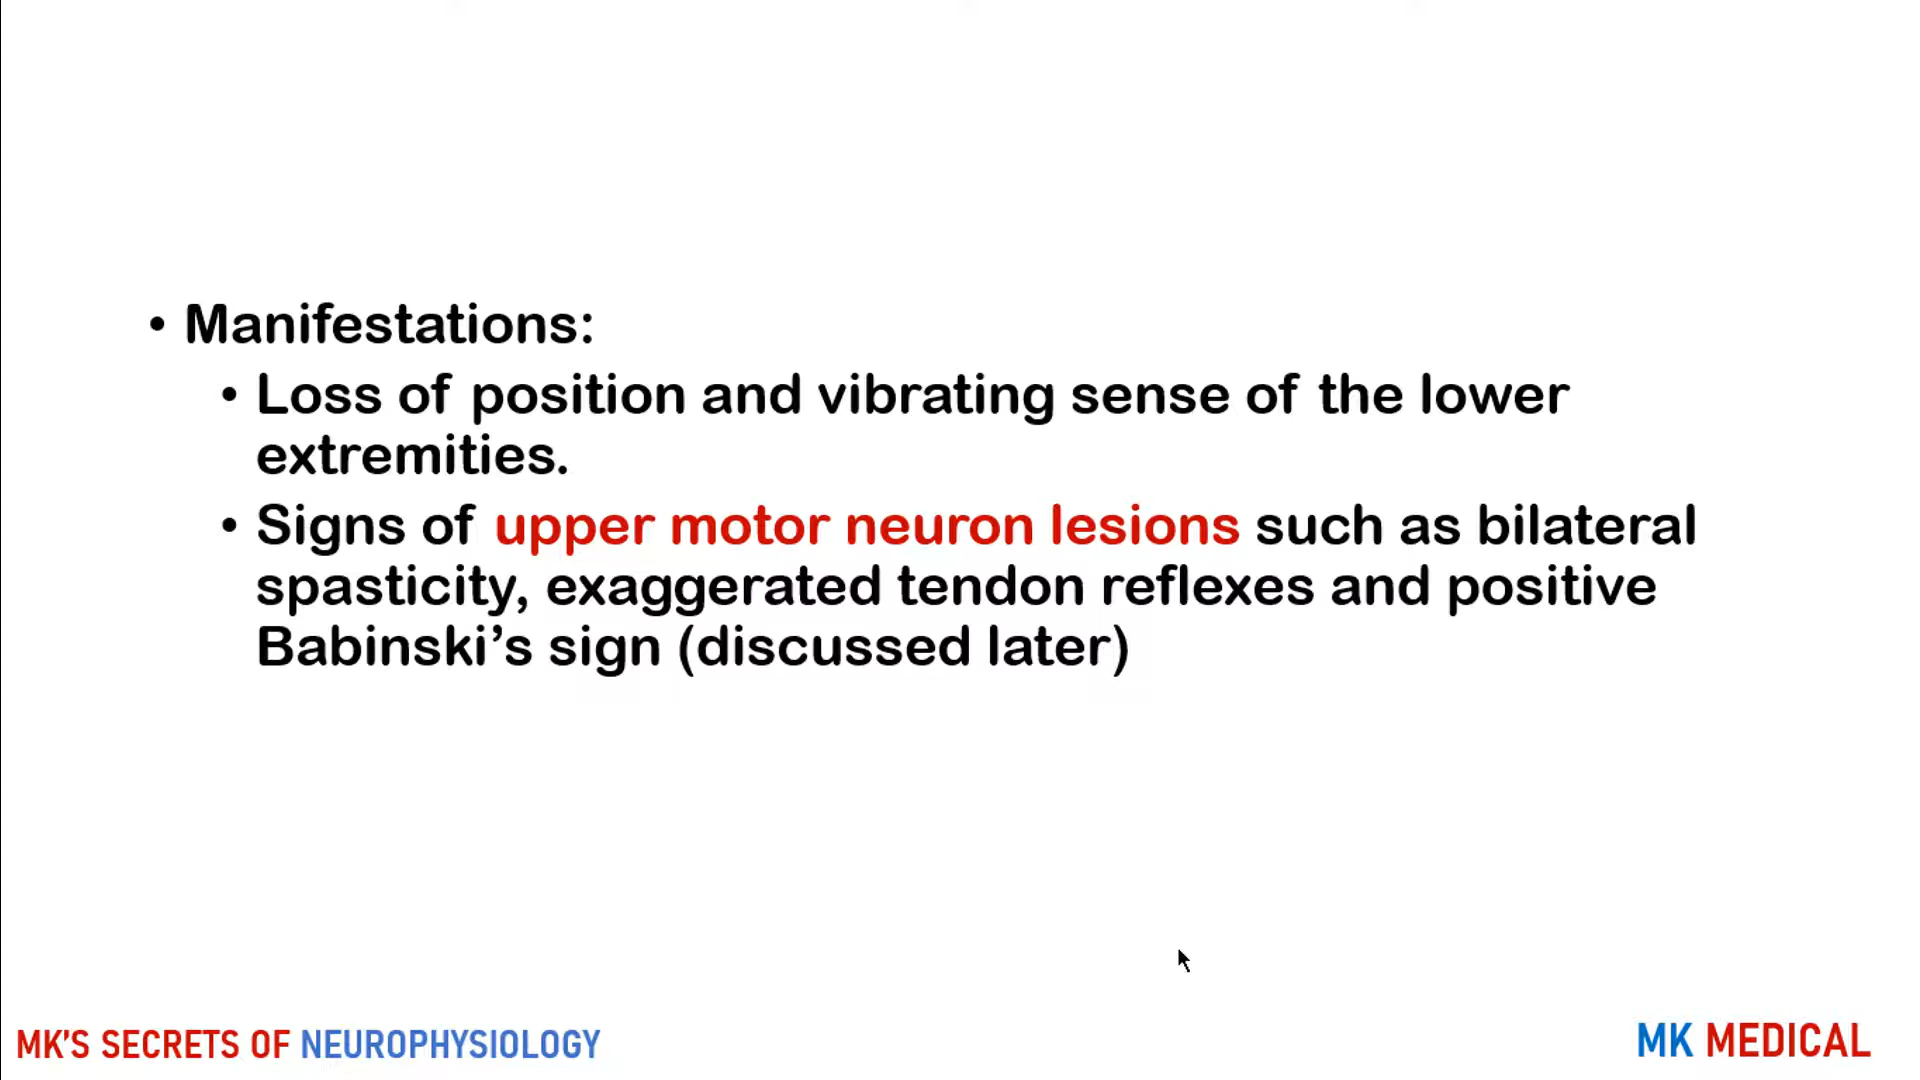 • Manifestations:
• Loss of position and vibrating sense of the lower
extremities.
• Signs of upper motor neuron lesions such as bilateral
spasticity, exaggerated tendon reflexes and positive
Babinski’s sign (discussed later)
MK’S SECRETS OF NEUROPHYSIOLOGY
MK MEDICAL